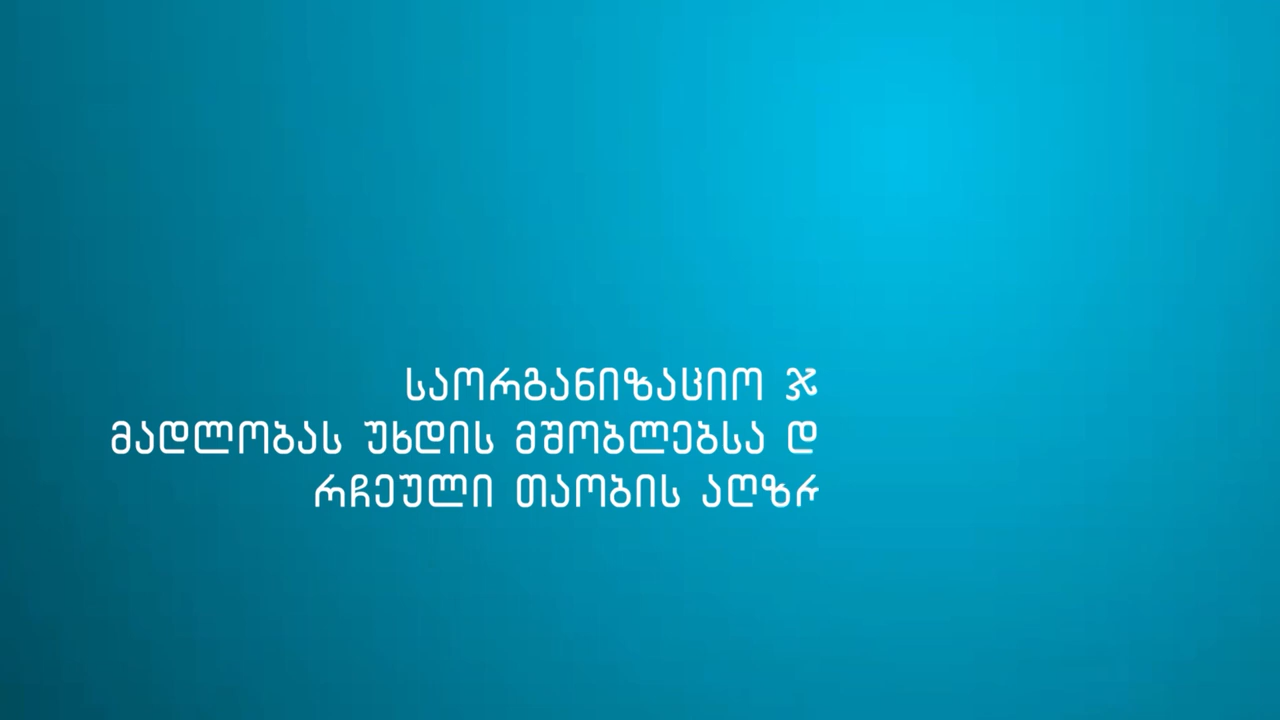 საორგანიზაციო ჯ
მადლობას უხდის მშობლებსა დ
რჩეული თაობის აღზრ